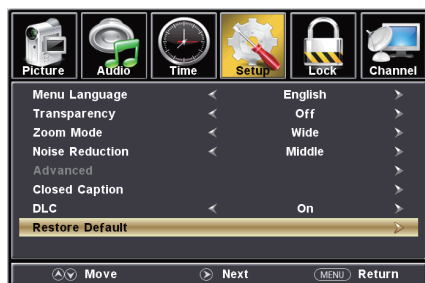 Picture Audio Time Setup Lock Channel
Menu Language English
Transparency Off
Zoom Mode Wide
Noise Reduction Middle
Advanced
Closed Caption
DLC On
Restore Default
Move Next MENU Return